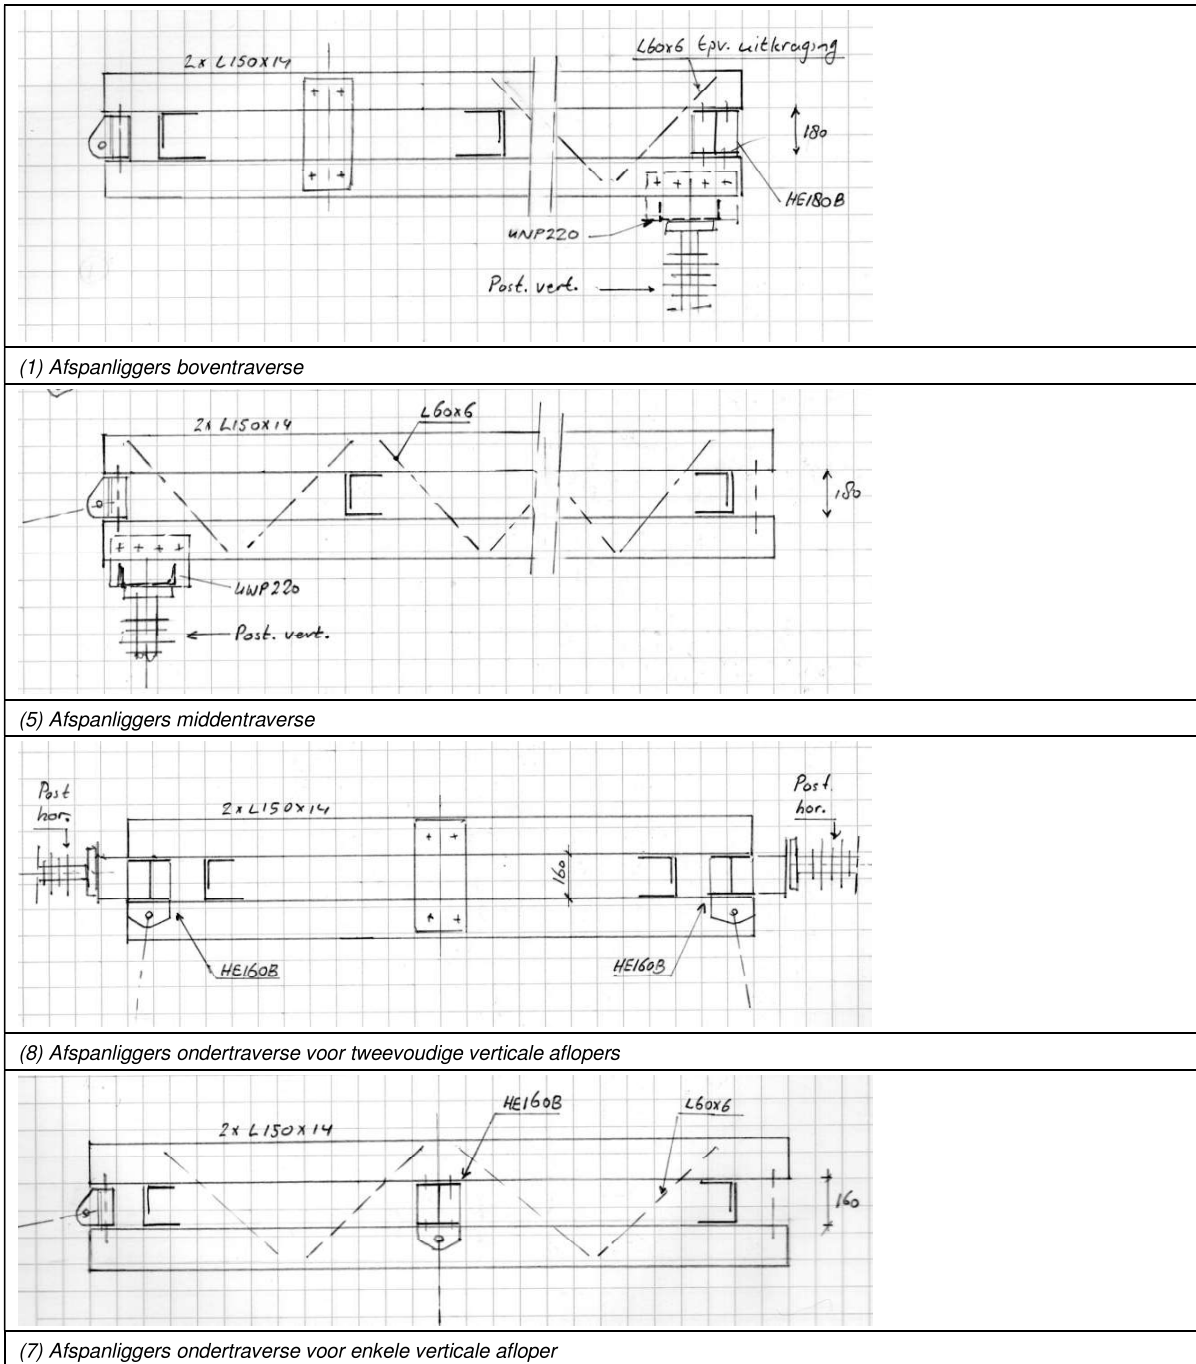 2x L150x14
L60x6 tpv. uitkraging
180
HE180B
UNP220
Post. vert.
(1) Afspanliggers boventraverse
2x L150x14
L60x6
180
UNP220
Post. vert.
(5) Afspanliggers middentraverse
Post
hor.
2x L150x14
Post.
hor.
160
HE160B
HE160B
(8) Afspanliggers ondertraverse voor tweevoudige verticale aflopers
HE160B
L60x6
2x L150x14
160
(7) Afspanliggers ondertraverse voor enkele verticale afloper